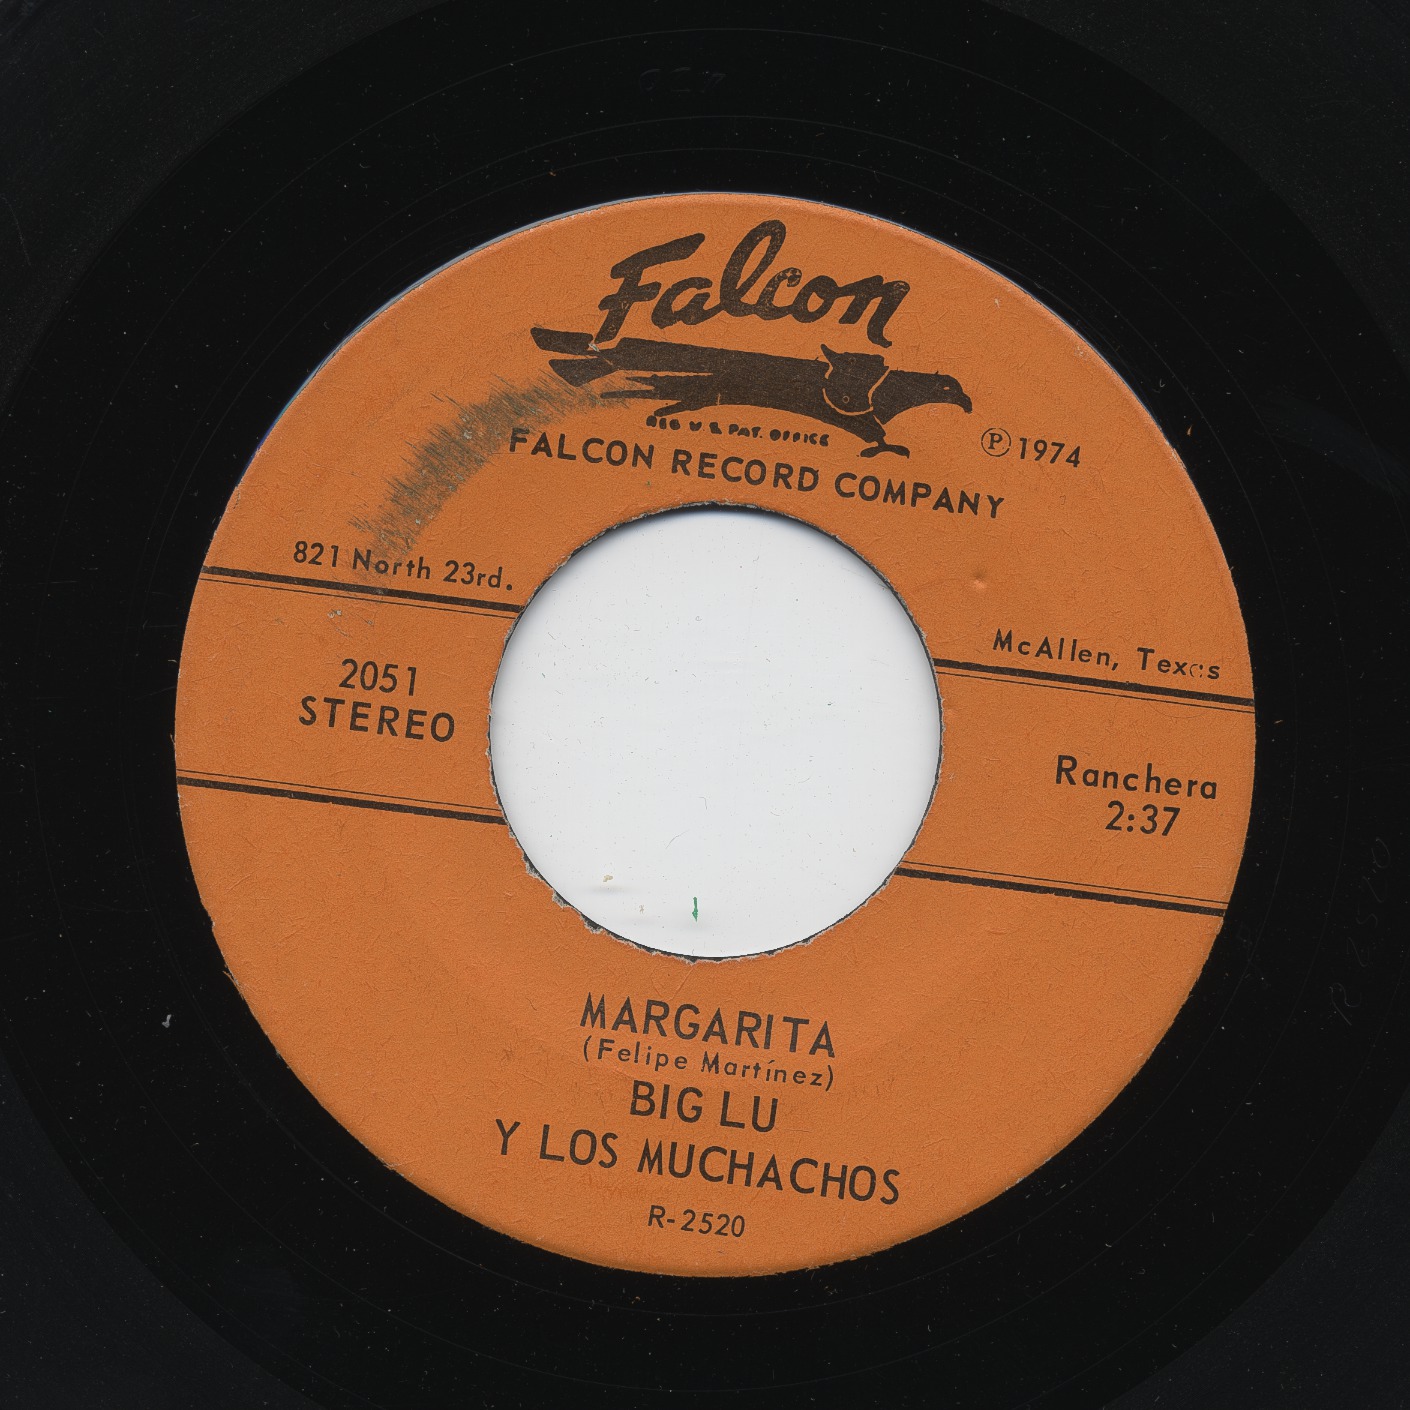 Falcon
REG U.S. PAT. OFFICE
FALCON RECORD COMPANY
℗ 1974
821 North 23rd.
McAllen, Texas
2051
STEREO
Ranchera
2:37
MARGARITA
(Felipe Martínez)
BIG LU
Y LOS MUCHACHOS
R-2520